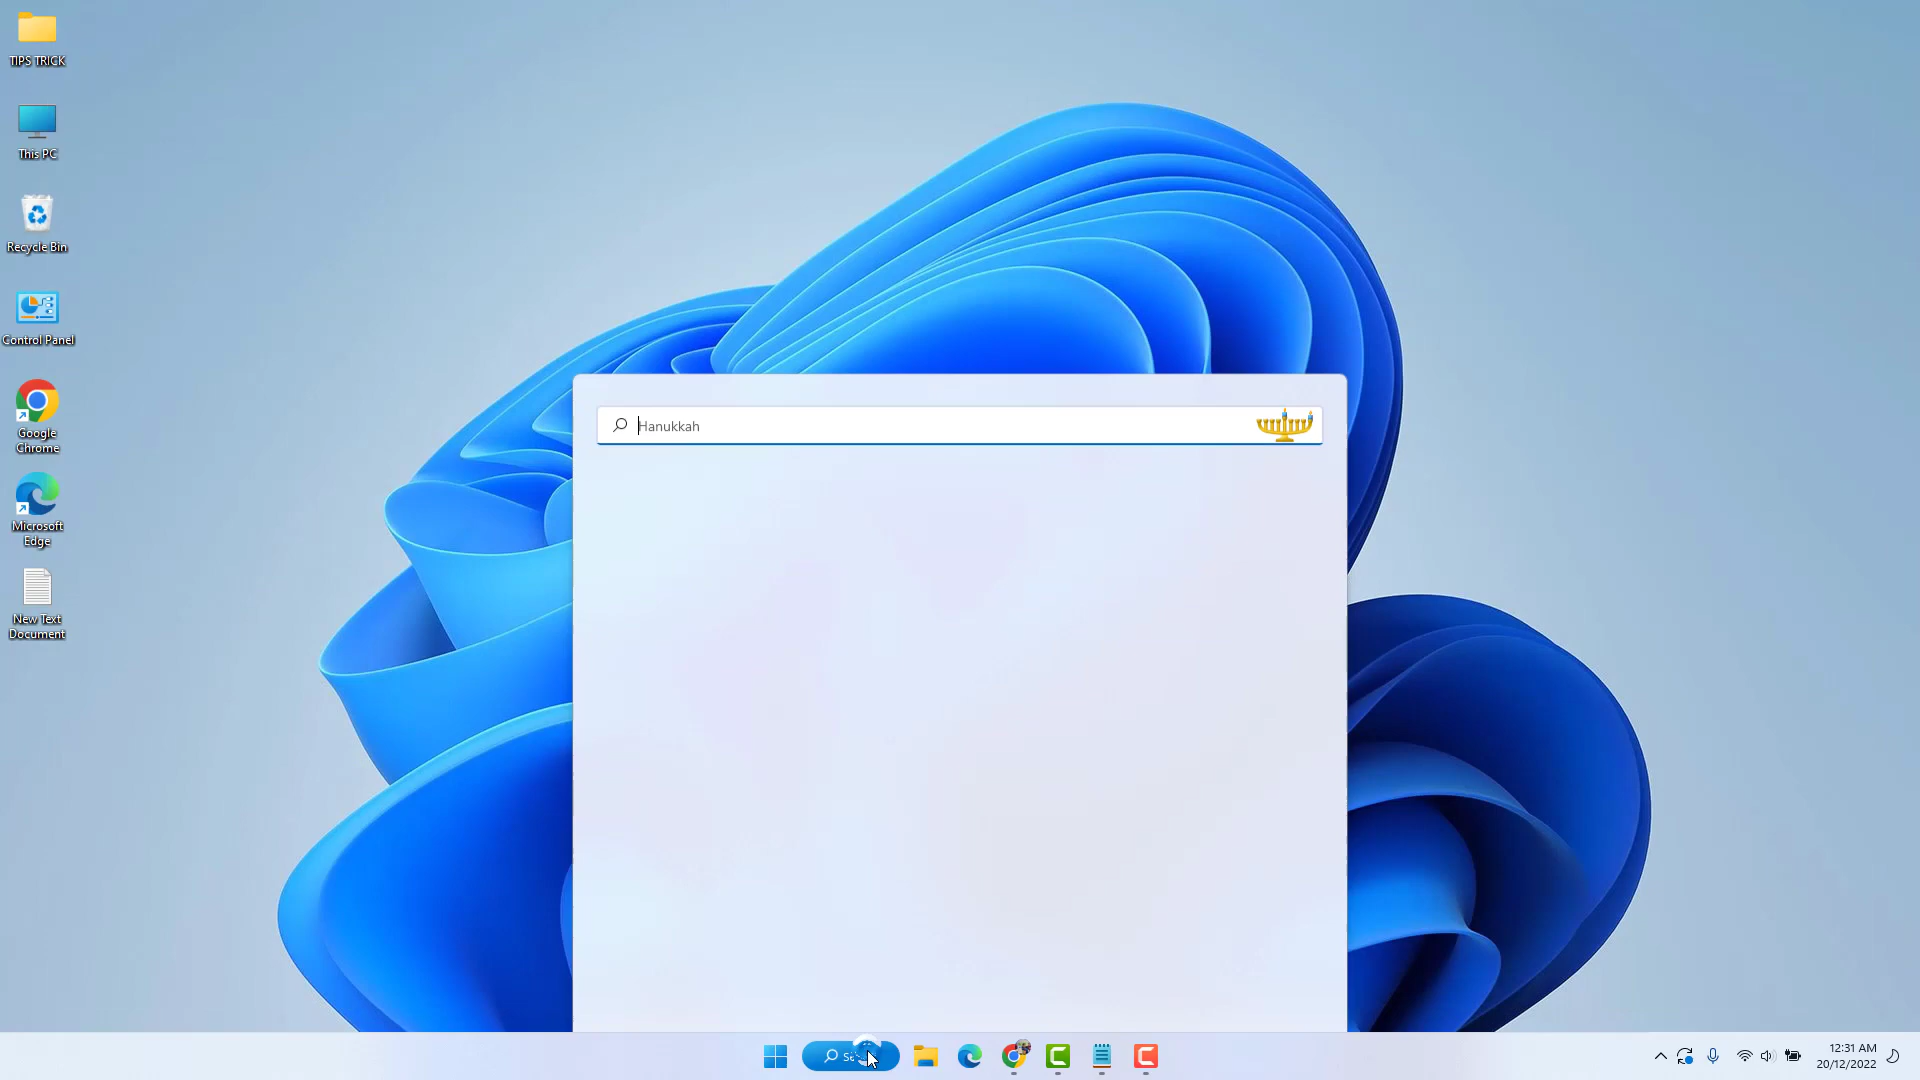 TIPS TRICK
This PC
Recycle Bin
Control Panel
Google
Chrome
Microsoft
Edge
New Text
Document
Hanukkah
12:31 AM
20/12/2022